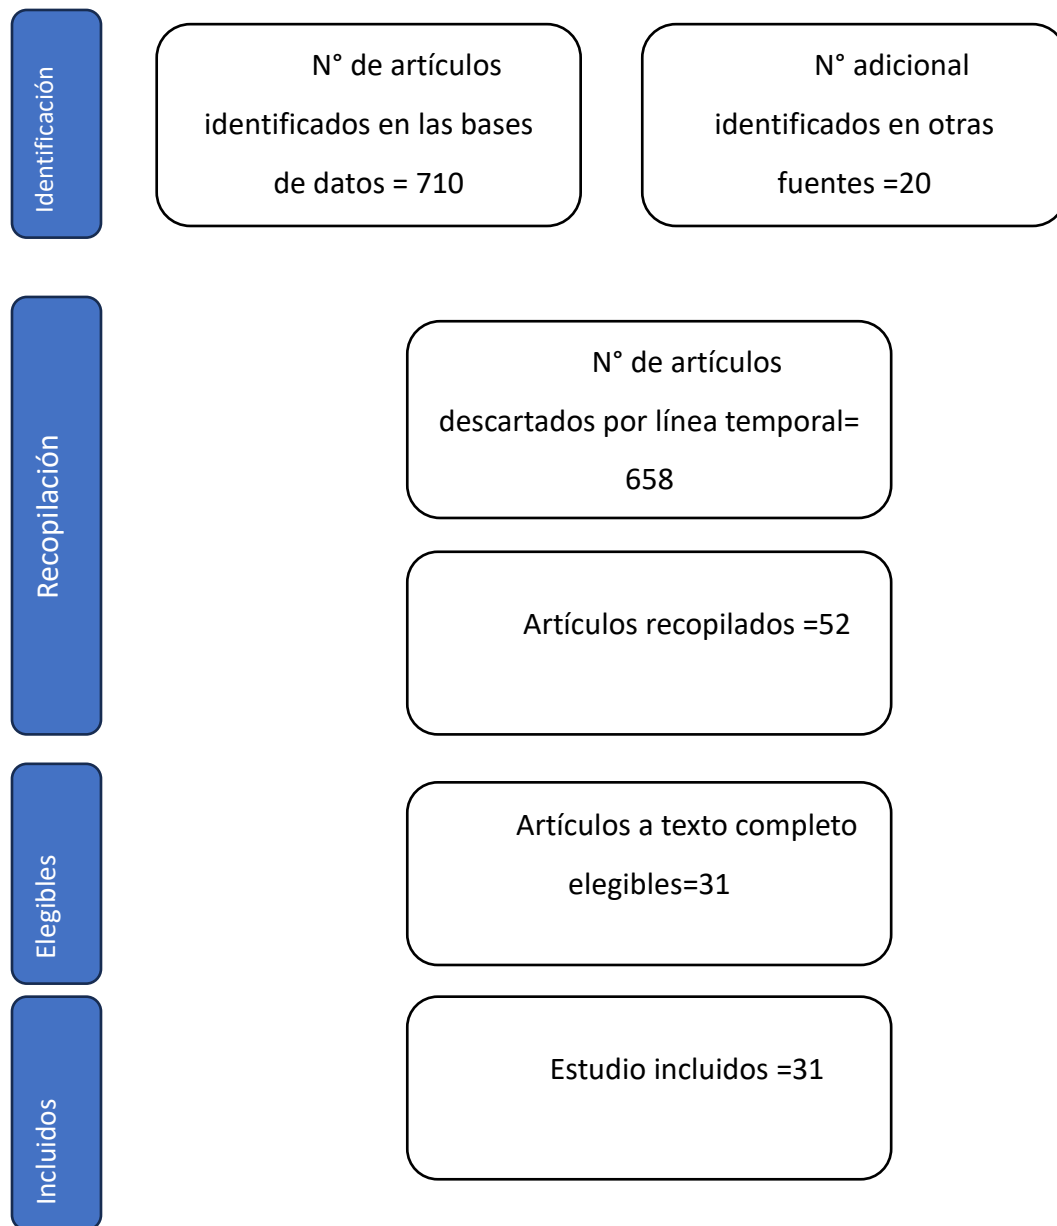 Identificación
N° de artículos
identificados en las bases
de datos = 710
N° adicional
identificados en otras
fuentes =20
Recopilación
N° de artículos
descartados por línea temporal=
658
Artículos recopilados =52
Elegibles
Artículos a texto completo
elegibles=31
Incluidos
Estudio incluidos =31